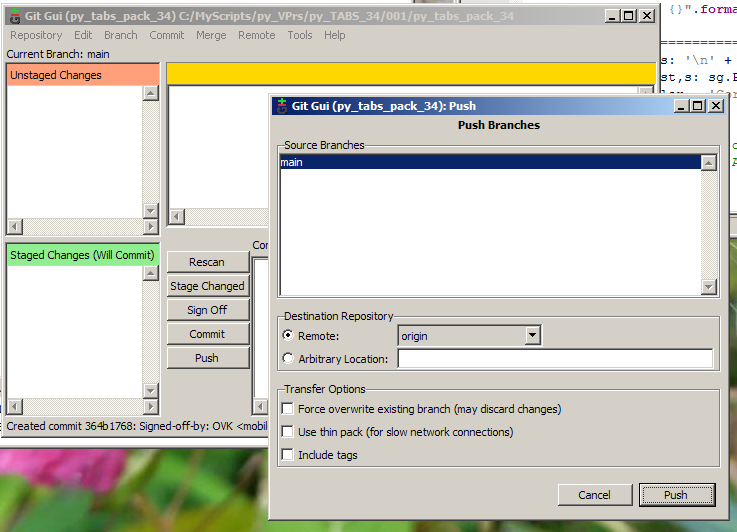 Git Gui (py_tabs_pack_34) C:/MyScripts/py_VPrs/py_TABS_34/001/py_tabs_pack_34
Repository Edit Branch Commit Merge Remote Tools Help
Current Branch: main
Unstaged Changes
Staged Changes (Will Commit)
Rescan
Stage Changed
Sign Off
Commit
Push
Created commit 364b1768: Signed-off-by: OVK <mobil
{}".forma
s: '\n' +
st,s: sg.P
Git Gui (py_tabs_pack_34): Push
Push Branches
Source Branches
main
Destination Repository
Remote: origin
Arbitrary Location:
Transfer Options
Force overwrite existing branch (may discard changes)
Use thin pack (for slow network connections)
Include tags
Cancel Push